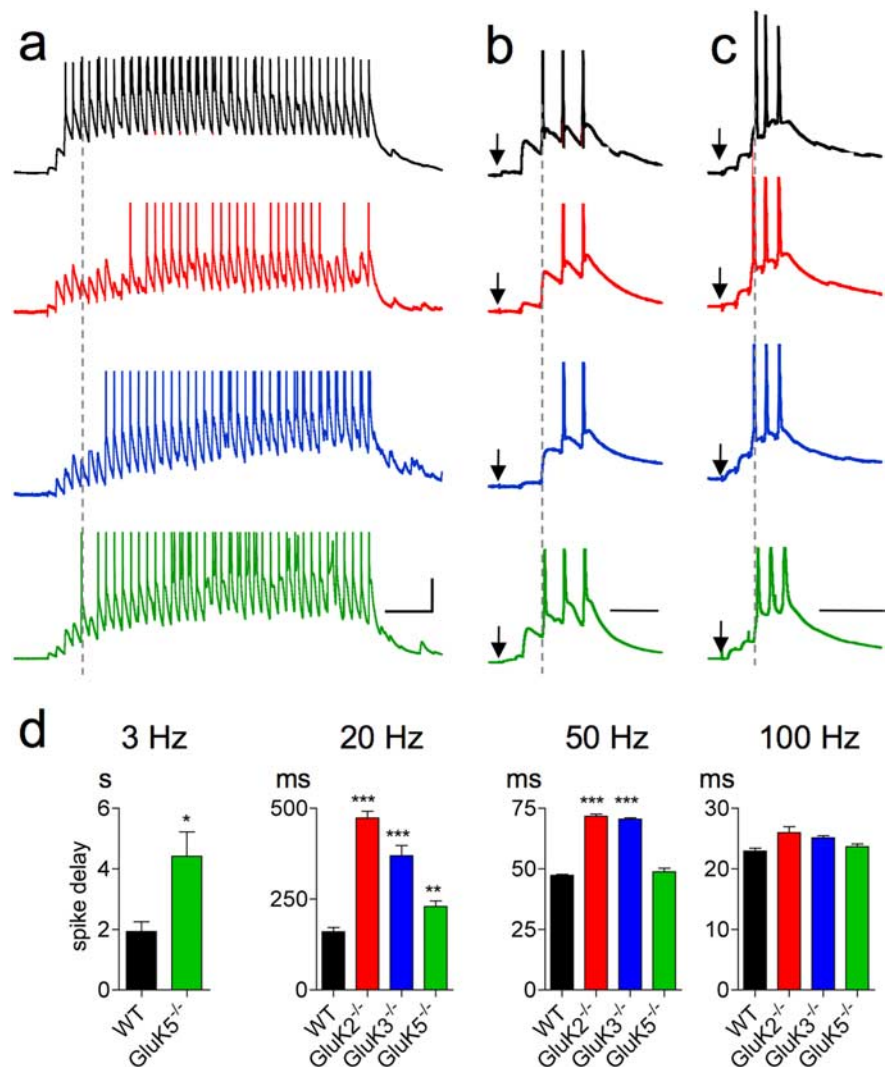 a
b
c
d
3 Hz
20 Hz
50 Hz
100 Hz
s
ms
ms
ms
spike delay
6
4
2
0
*
WT
GluK5-/-
500
250
0
***
***
**
WT
GluK2-/-
GluK3-/-
GluK5-/-
75
50
25
0
***
***
WT
GluK2-/-
GluK3-/-
GluK5-/-
30
20
10
0
WT
GluK2-/-
GluK3-/-
GluK5-/-